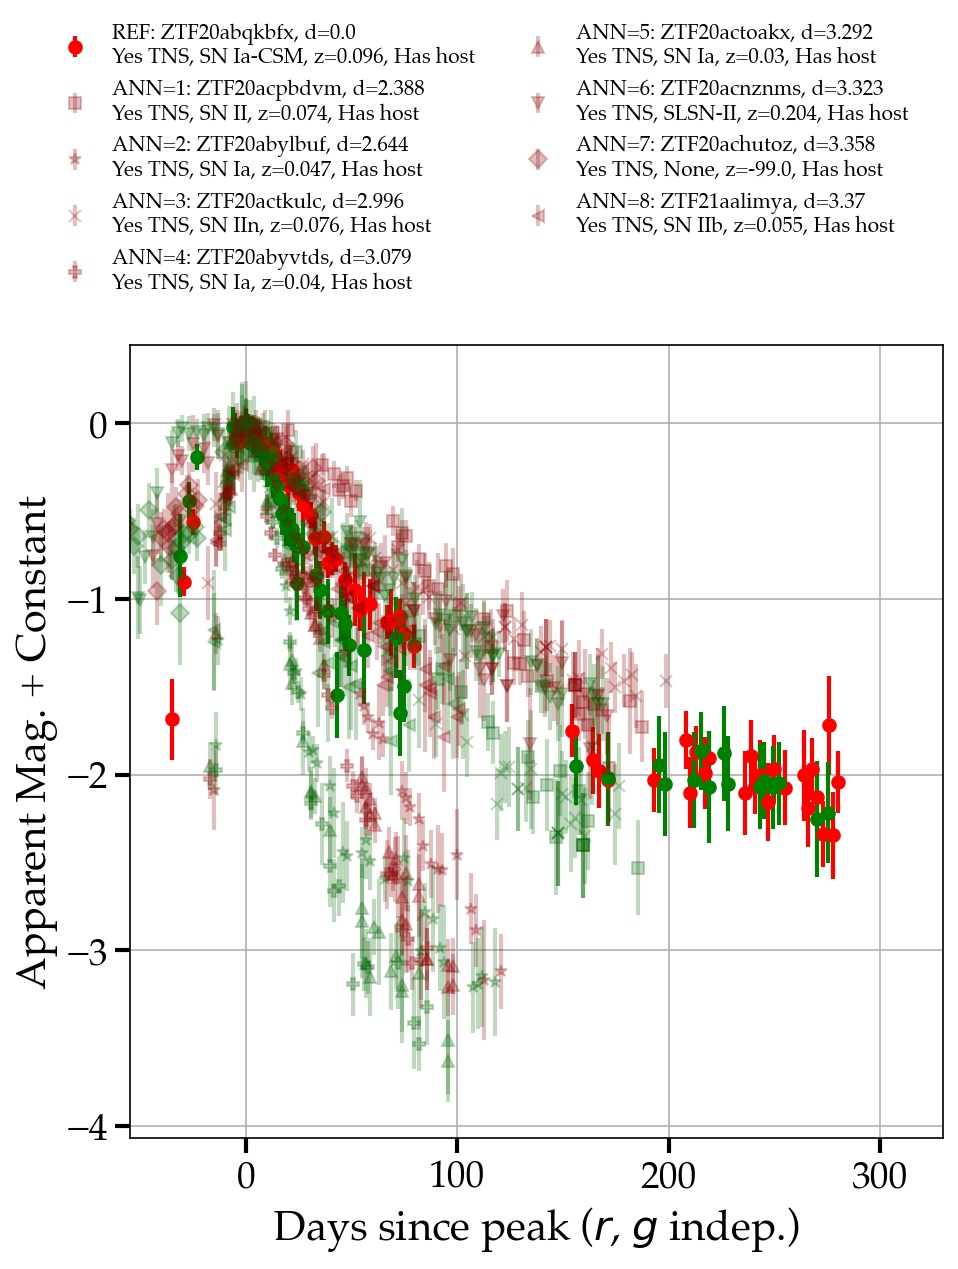 REF: ZTF20abqkbfx, d=0.0
Yes TNS, SN Ia-CSM, z=0.096, Has host
ANN=1: ZTF20acpbdvm, d=2.388
Yes TNS, SN II, z=0.074, Has host
ANN=2: ZTF20abylbuf, d=2.644
Yes TNS, SN Ia, z=0.047, Has host
ANN=3: ZTF20actkulc, d=2.996
Yes TNS, SN IIn, z=0.076, Has host
ANN=4: ZTF20abyvtds, d=3.079
Yes TNS, SN Ia, z=0.04, Has host
ANN=5: ZTF20actoakx, d=3.292
Yes TNS, SN Ia, z=0.03, Has host
ANN=6: ZTF20acnznms, d=3.323
Yes TNS, SLSN-II, z=0.204, Has host
ANN=7: ZTF20achutoz, d=3.358
Yes TNS, None, z=-99.0, Has host
ANN=8: ZTF21aalimya, d=3.37
Yes TNS, SN IIb, z=0.055, Has host
Apparent Mag. + Constant
0
−1
−2
−3
−4
0
100
200
300
Days since peak (r, g indep.)